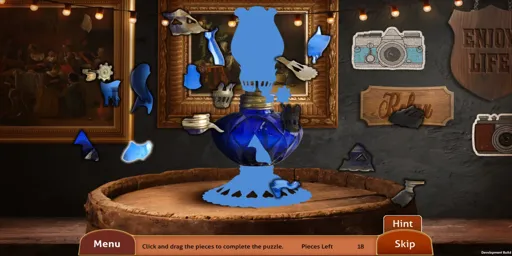 ENJOY
LIFE
Relax
Hint
Menu
Click and drag the pieces to complete the puzzle.
Pieces Left
18
Skip
Development Build